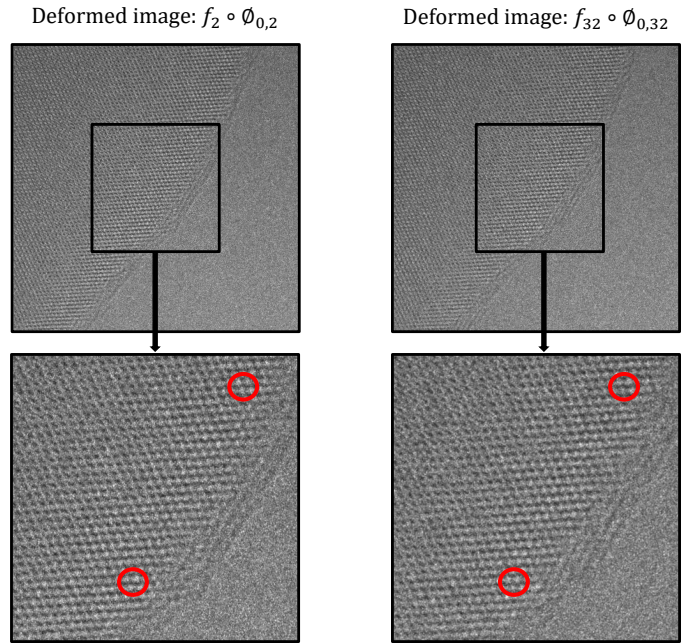 Deformed image: f₂ ∘ ∅₀,₂
Deformed image: f₃₂ ∘ ∅₀,₃₂